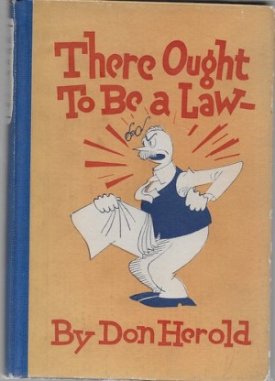 There Ought
To Be a Law-
By Don Herold